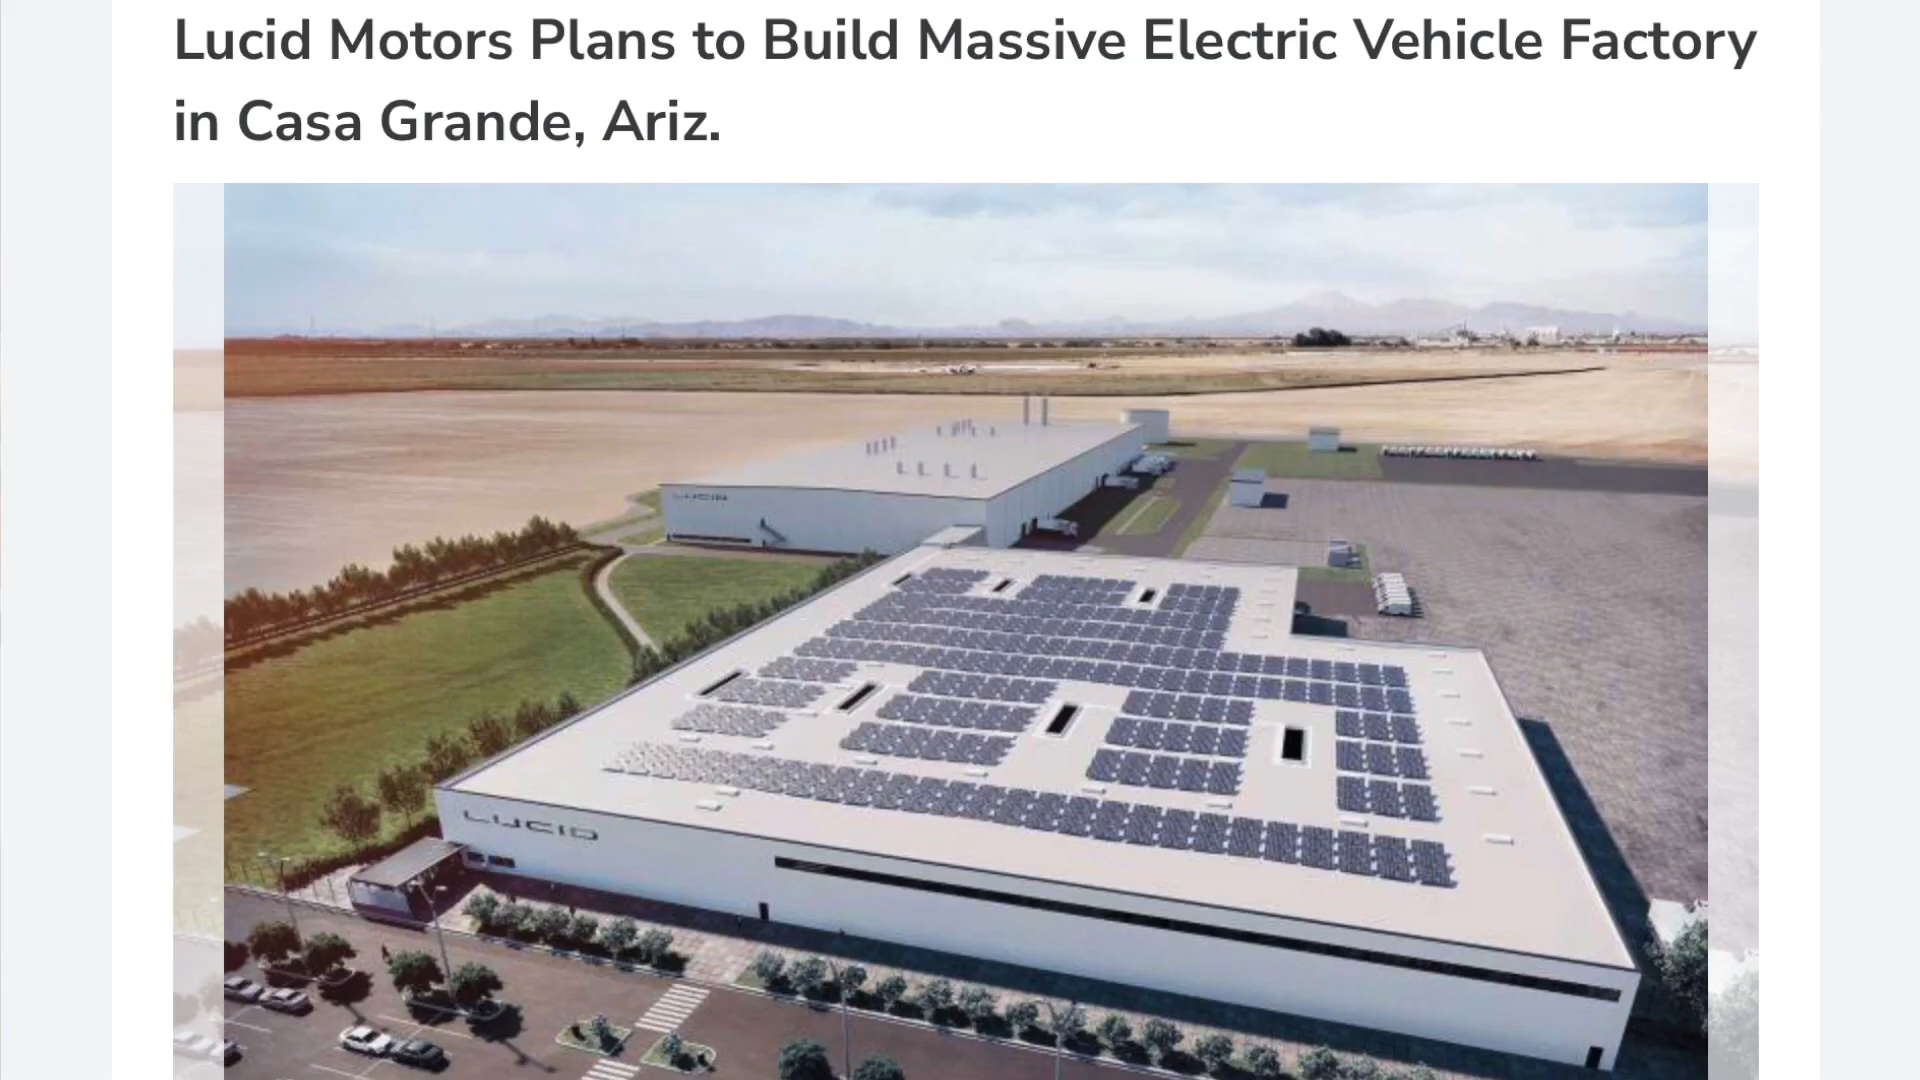 Lucid Motors Plans to Build Massive Electric Vehicle Factory
in Casa Grande, Ariz.
LUCID
LUCID